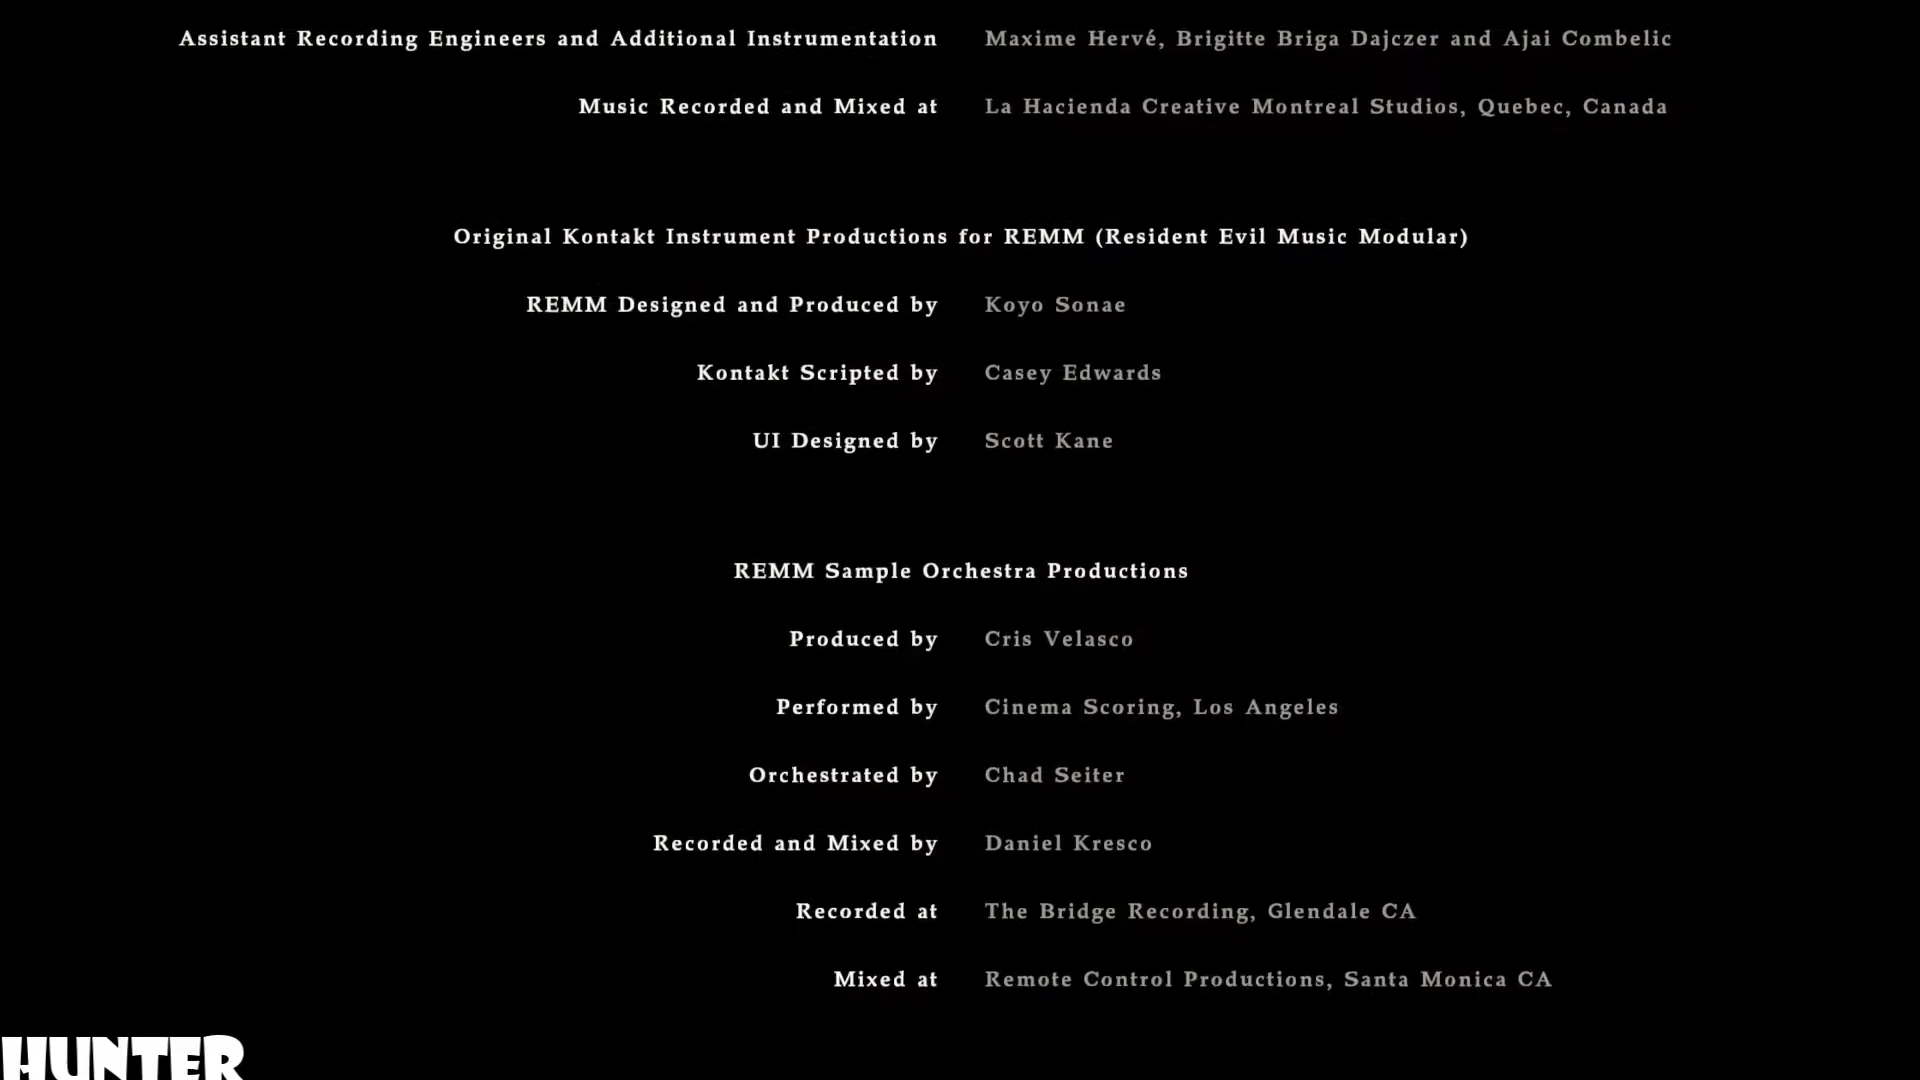 Assistant Recording Engineers and Additional Instrumentation Maxime Hervé, Brigitte Briga Dajczer and Ajai Combelic
Music Recorded and Mixed at La Hacienda Creative Montreal Studios, Quebec, Canada
Original Kontakt Instrument Productions for REMM (Resident Evil Music Modular)
REMM Designed and Produced by Koyo Sonae
Kontakt Scripted by Casey Edwards
UI Designed by Scott Kane
REMM Sample Orchestra Productions
Produced by Cris Velasco
Performed by Cinema Scoring, Los Angeles
Orchestrated by Chad Seiter
Recorded and Mixed by Daniel Kresco
Recorded at The Bridge Recording, Glendale CA
Mixed at Remote Control Productions, Santa Monica CA
HUNTER